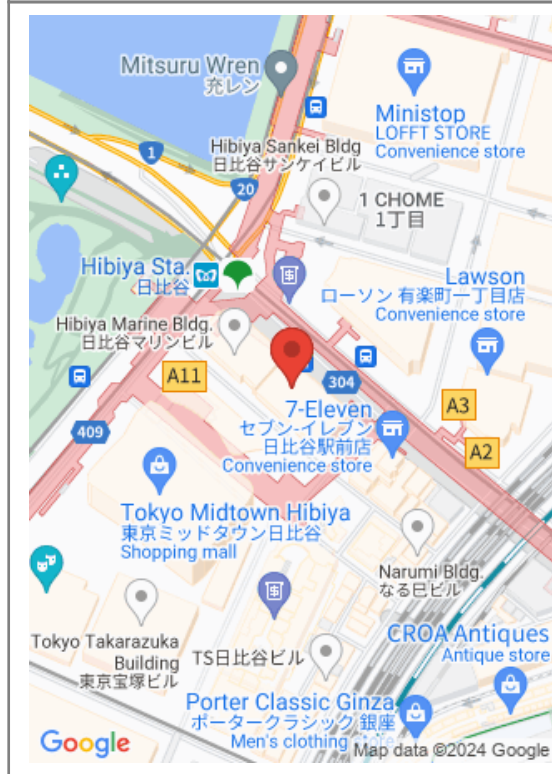 Mitsuru Wren
充レン
Ministop
LOFFT STORE
Convenience store
1
Hibiya Sankei Bldg
日比谷サンケイビル
20
1 CHOME
1丁目
Hibiya Sta.
日比谷
Lawson
ローソン 有楽町一丁目店
Convenience store
Hibiya Marine Bldg.
日比谷マリンビル
A11
304
A3
409
7-Eleven
セブン-イレブン
日比谷駅前店
Convenience store
A2
Tokyo Midtown Hibiya
東京ミッドタウン日比谷
Shopping mall
Narumi Bldg.
なる巳ビル
Tokyo Takarazuka
Building
東京宝塚ビル
TS日比谷ビル
CROA Antiques
Antique store
Porter Classic Ginza
ポータークラシック 銀座
Men's clothing store
Google
Map data ©2024 Google